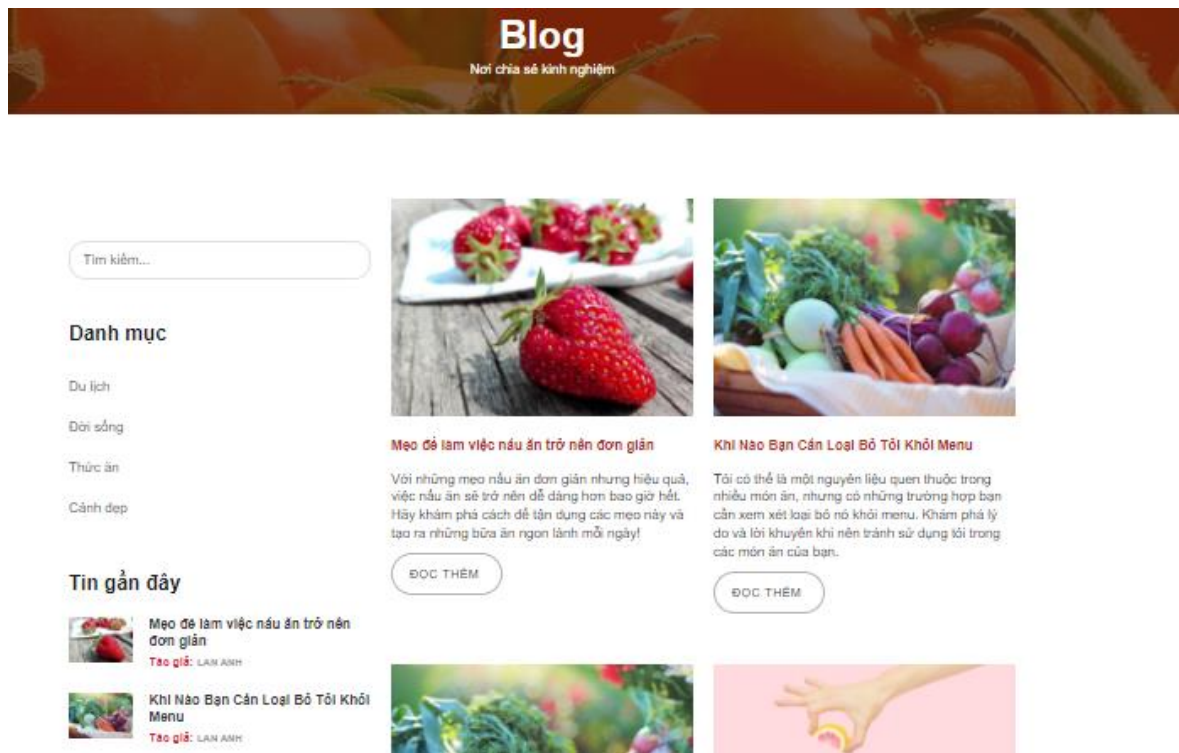 Blog
Nơi chia sẻ kinh nghiệm
Tìm kiếm...
Danh mục
Du lịch
Đời sống
Thức ăn
Cảnh đẹp
Tin gần đây
Mẹo để làm việc nấu ăn trở nên
đơn giản
Tác giả: LAN ANH
Khi Nào Bạn Cần Loại Bỏ Tỏi Khỏi
Menu
Tác giả: LAN ANH
Mẹo để làm việc nấu ăn trở nên đơn giản
Với những mẹo nấu ăn đơn giản nhưng hiệu quả,
việc nấu ăn sẽ trở nên dễ dàng hơn bao giờ hết.
Hãy khám phá cách để tận dụng các mẹo này và
tạo ra những bữa ăn ngon lành mỗi ngày!
ĐỌC THÊM
Khi Nào Bạn Cần Loại Bỏ Tỏi Khỏi Menu
Tỏi có thể là một nguyên liệu quen thuộc trong
nhiều món ăn, nhưng có những trường hợp bạn
cần xem xét loại bỏ nó khỏi menu. Khám phá lý
do và lời khuyên khi nên tránh sử dụng tỏi trong
các món ăn của bạn.
ĐỌC THÊM